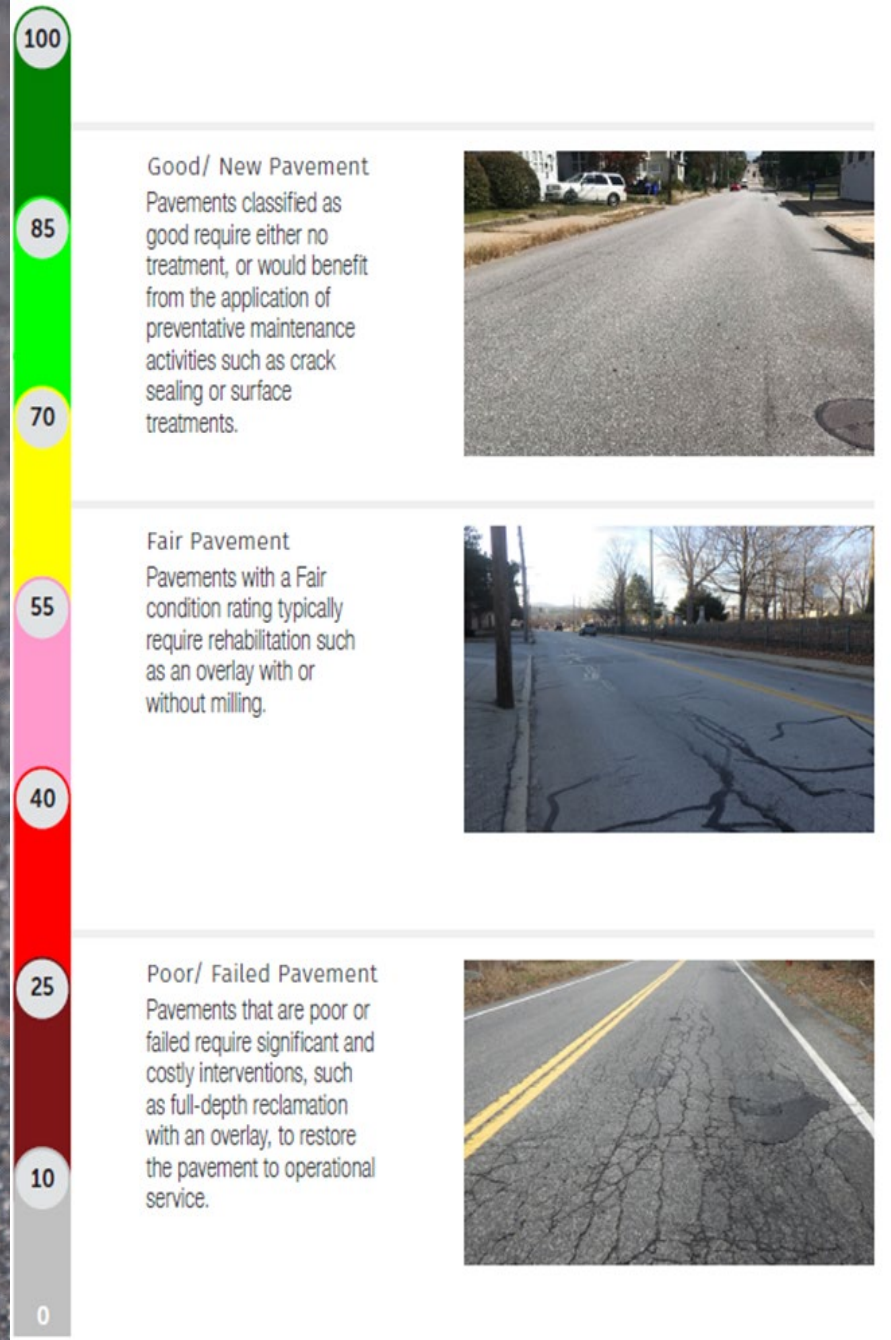 100
Good/ New Pavement
Pavements classified as
good require either no
treatment, or would benefit
from the application of
preventative maintenance
activities such as crack
sealing or surface
treatments.
85
70
Fair Pavement
Pavements with a Fair
condition rating typically
require rehabilitation such
as an overlay with or
without milling.
55
40
Poor/ Failed Pavement
Pavements that are poor or
failed require significant and
costly interventions, such
as full-depth reclamation
with an overlay, to restore
the pavement to operational
service.
25
10
0